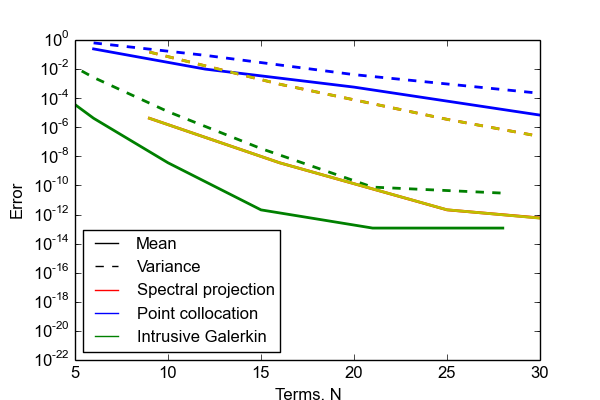 10^0
10^-2
10^-4
10^-6
10^-8
10^-10
10^-12
10^-14
10^-16
10^-18
10^-20
10^-22
Error
Mean
Variance
Spectral projection
Point collocation
Intrusive Galerkin
5 10 15 20 25 30
Terms, N